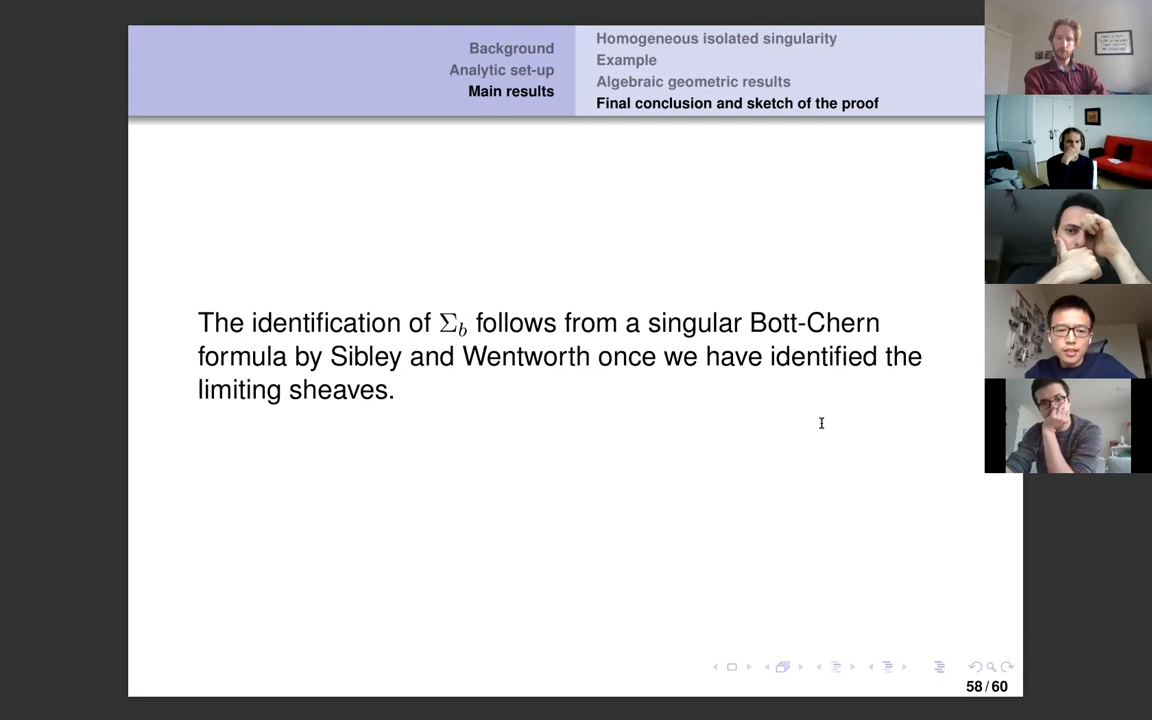 Background
Analytic set-up
Main results
Homogeneous isolated singularity
Example
Algebraic geometric results
Final conclusion and sketch of the proof
The identification of Σ_b follows from a singular Bott-Chern
formula by Sibley and Wentworth once we have identified the
limiting sheaves.
58/60